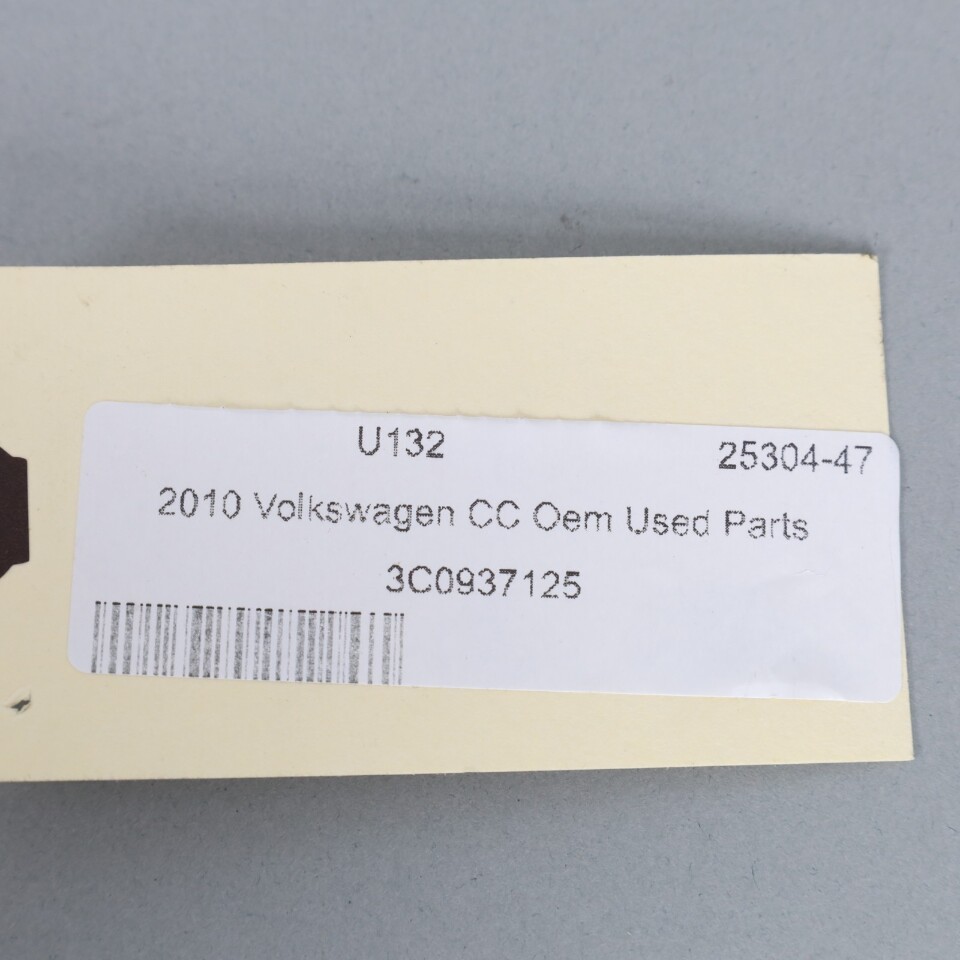 U132 25304-47
2010 Volkswagen CC Oem Used Parts
3C0937125